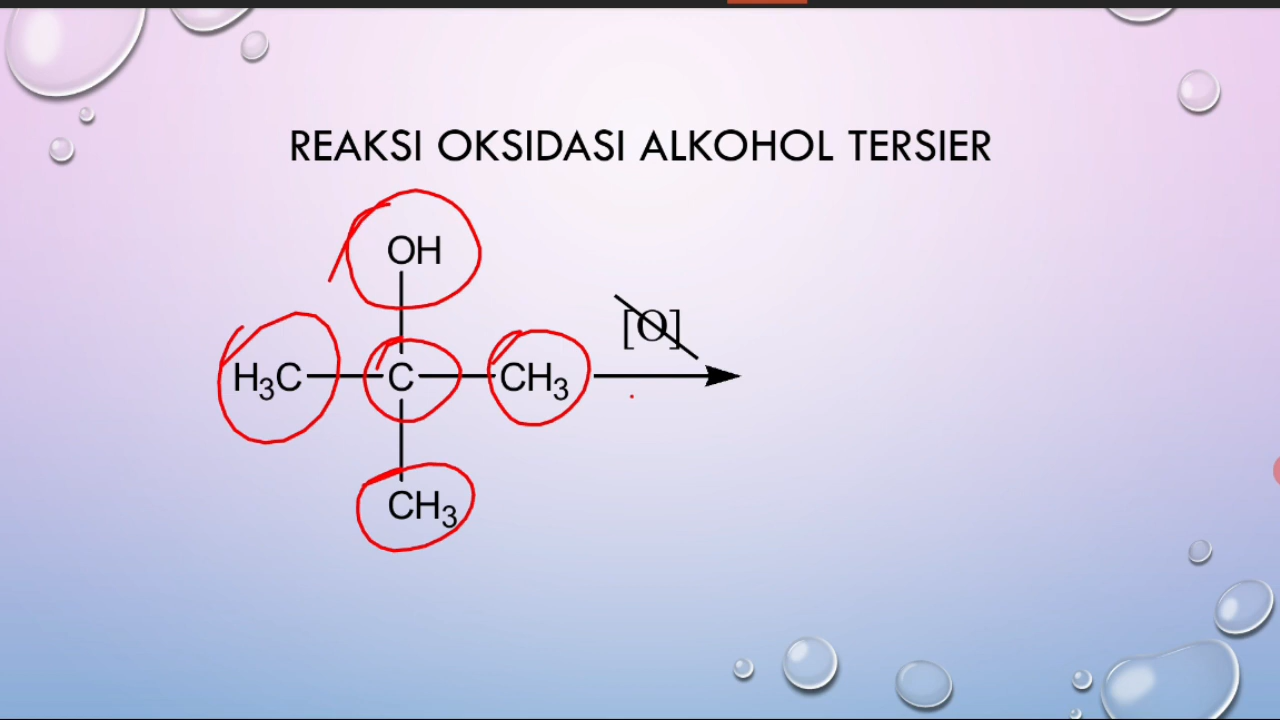 REAKSI OKSIDASI ALKOHOL TERSIER
OH
[O]
H₃C C CH₃
CH₃